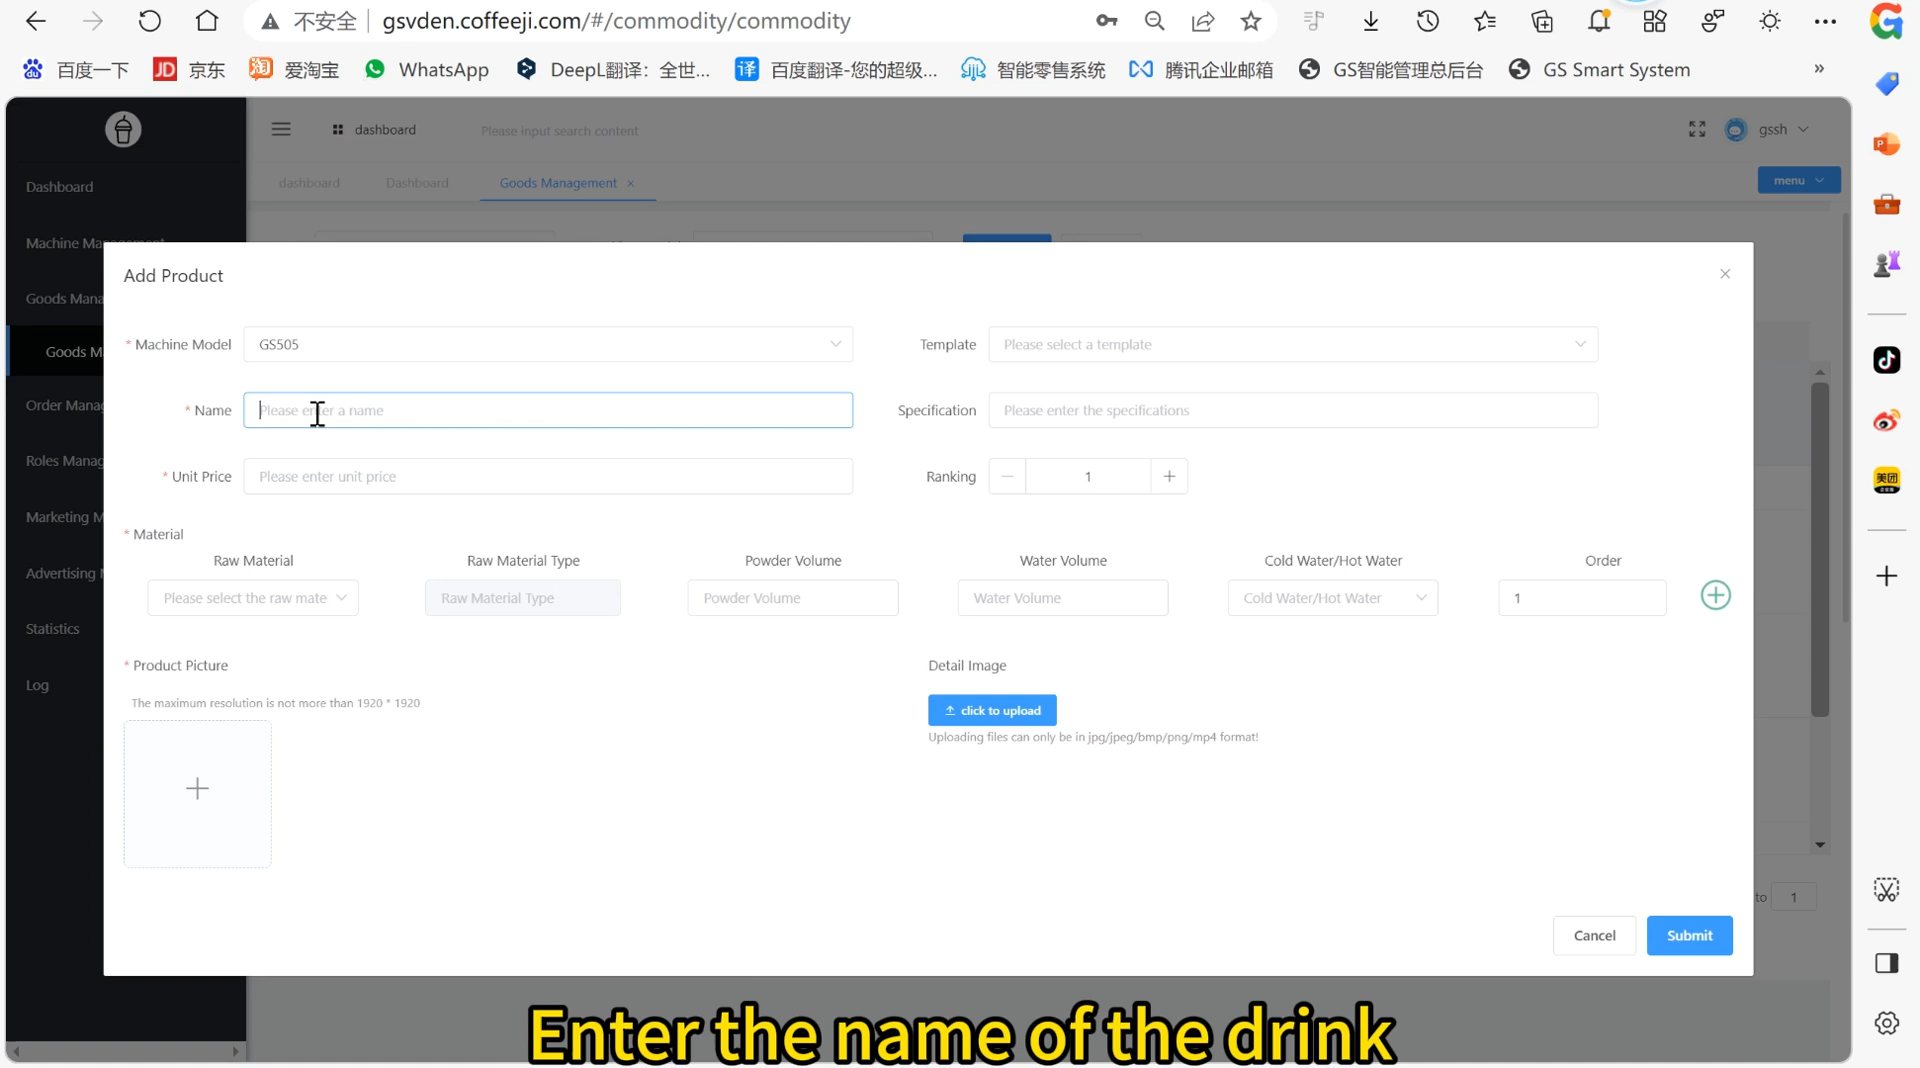 不安全 gsvden.coffeeji.com/#/commodity/commodity
百度一下 JD 京东 淘 爱淘宝 WhatsApp DeepL翻译：全世... 译 百度翻译-您的超级... 智能零售系统 腾讯企业邮箱 GS智能管理总后台 GS Smart System »
dashboard Please input search content gssh
Dashboard
dashboard Dashboard Goods Management × menu
Machine Management
Add Product
Goods Mana
* Machine Model GS505 Template Please select a template
Goods M
Order Manag
* Name Please enter a name Specification Please enter the specifications
Roles Manag
* Unit Price Please enter unit price Ranking 1
Marketing M
* Material
Raw Material Raw Material Type Powder Volume Water Volume Cold Water/Hot Water Order
Advertising
Please select the raw mate Raw Material Type Powder Volume Water Volume Cold Water/Hot Water 1
Statistics
* Product Picture Detail Image
Log
The maximum resolution is not more than 1920 * 1920
click to upload
Uploading files can only be in jpg/jpeg/bmp/png/mp4 format!
to 1
Cancel Submit
美团
Enter the name of the drink